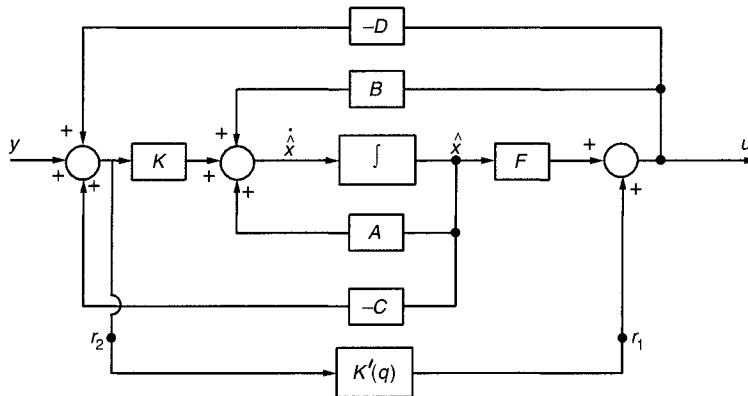 –D
+
B
+
y
+
+
K
+
+
ẋ̂
∫
x̂
F
+
+
u
A
–C
r₂
K′(q)
r₁